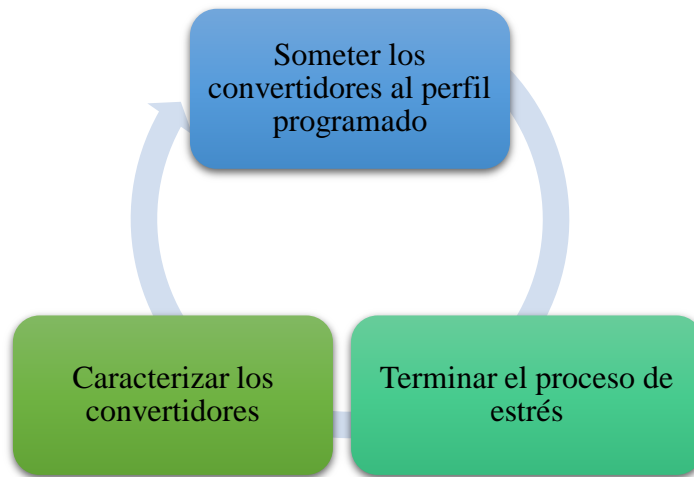 Someter los
convertidores al perfil
programado
Caracterizar los
convertidores
Terminar el proceso de
estrés